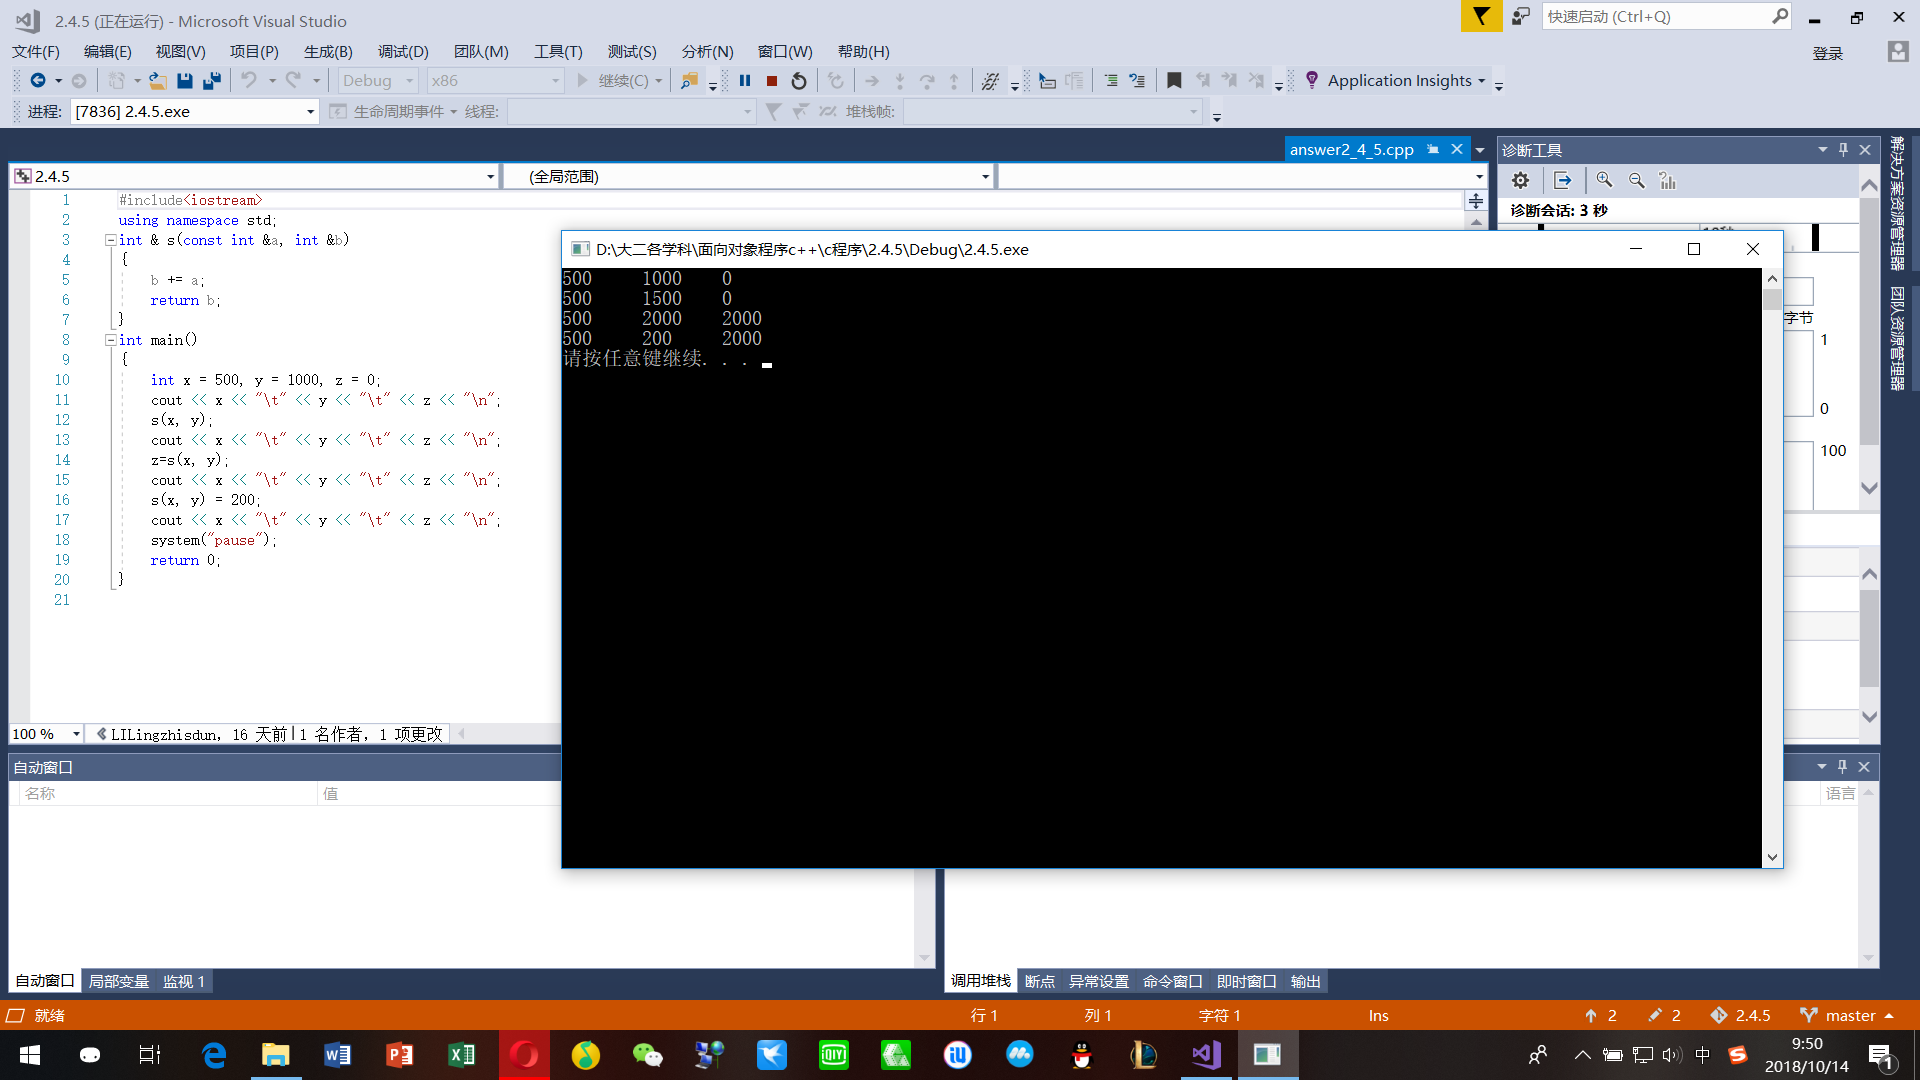 2.4.5 (正在运行) - Microsoft Visual Studio
快速启动 (Ctrl+Q)
文件(F) 编辑(E) 视图(V) 项目(P) 生成(B) 调试(D) 团队(M) 工具(T) 测试(S) 分析(N) 窗口(W) 帮助(H)
登录
Debug x86 继续(C) Application Insights
进程: [7836] 2.4.5.exe 生命周期事件 线程: 堆栈帧:
answer2_4_5.cpp
诊断工具
2.4.5 (全局范围)
诊断会话: 3 秒
1 #include<iostream>
2 using namespace std;
3 int & s(const int &a, int &b)
4 {
5 b += a;
6 return b;
7 }
8 int main()
9 {
10 int x = 500, y = 1000, z = 0;
11 cout << x << "\t" << y << "\t" << z << "\n";
12 s(x, y);
13 cout << x << "\t" << y << "\t" << z << "\n";
14 z=s(x, y);
15 cout << x << "\t" << y << "\t" << z << "\n";
16 s(x, y) = 200;
17 cout << x << "\t" << y << "\t" << z << "\n";
18 system("pause");
19 return 0;
20 }
21
D:\大二各学科\面向对象程序c++\c程序\2.4.5\Debug\2.4.5.exe
500 1000 0
500 1500 0
500 2000 2000
500 200 2000
请按任意键继续. . .
字节
1
0
100
解决方案资源管理器
团队资源管理器
100 % LILingzhisdun, 16 天前|1 名作者, 1 项更改
自动窗口
名称 值
语言
自动窗口 局部变量 监视 1
调用堆栈 断点 异常设置 命令窗口 即时窗口 输出
就绪 行 1 列 1 字符 1 Ins 2 2 2.4.5 master
中
9:50
2018/10/14
1